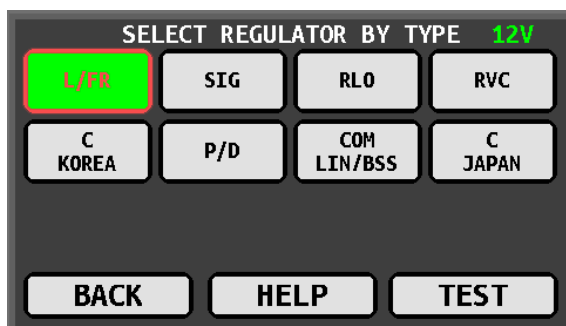 SELECT REGULATOR BY TYPE 12V
L/FR SIG RLO RVC
C KOREA P/D COM LIN/BSS C JAPAN
BACK HELP TEST